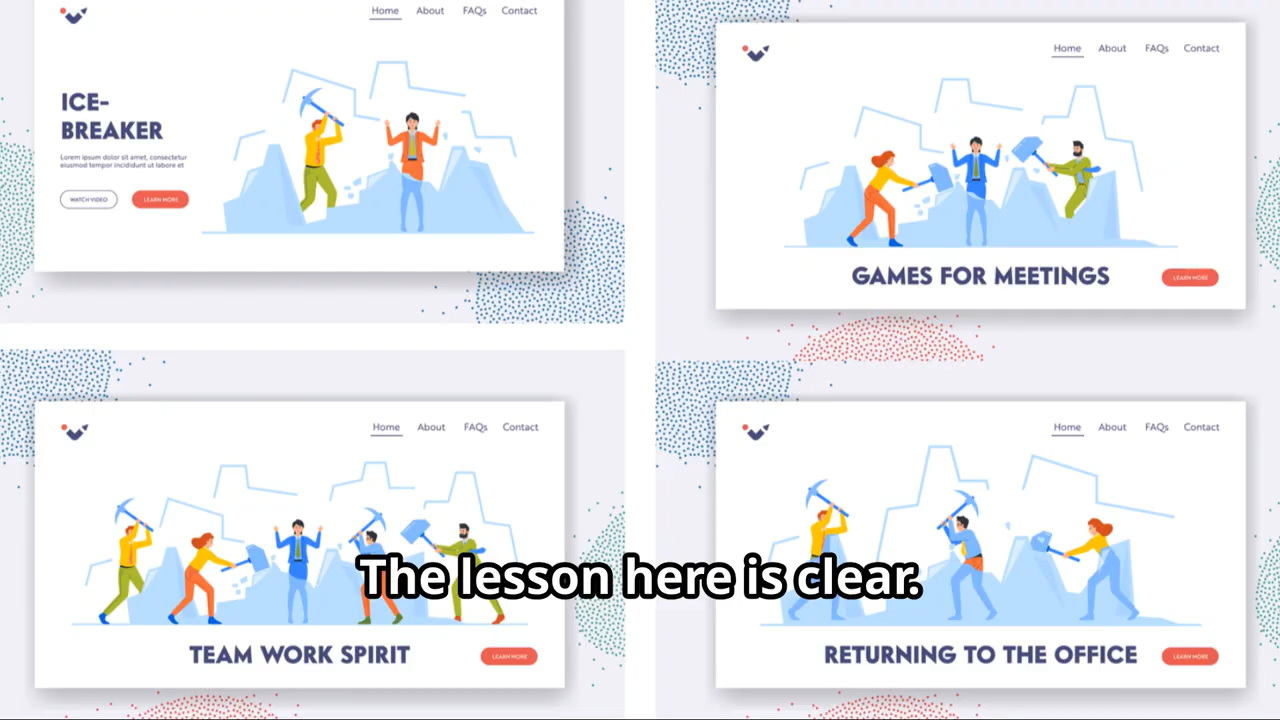 Home About FAQs Contact
ICE-
BREAKER
Lorem ipsum dolor sit amet, consectetur
eiusmod tempor incididunt ut labore et
WATCH VIDEO LEARN MORE
Home About FAQs Contact
GAMES FOR MEETINGS
LEARN MORE
Home About FAQs Contact
TEAM WORK SPIRIT
LEARN MORE
Home About FAQs Contact
RETURNING TO THE OFFICE
LEARN MORE
The lesson here is clear.